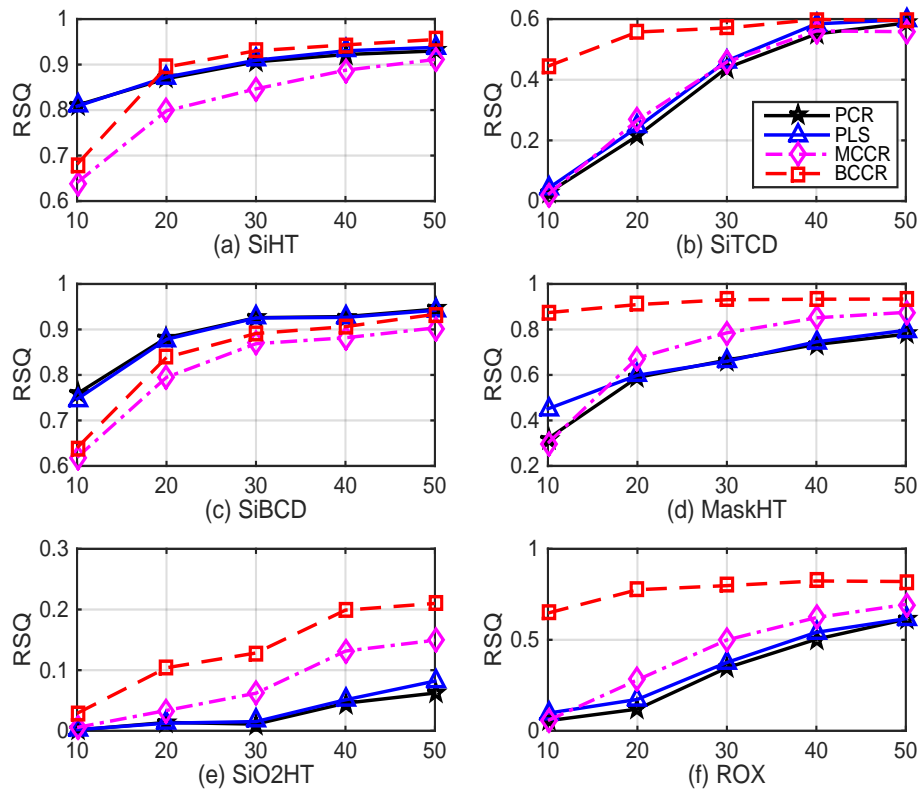 1
0.9
0.8
0.7
0.6
RSQ
10 20 30 40 50
(a) SiHT
0.6
0.4
0.2
0
RSQ
PCR
PLS
MCCR
BCCR
10 20 30 40 50
(b) SiTCD
1
0.9
0.8
0.7
0.6
RSQ
10 20 30 40 50
(c) SiBCD
1
0.8
0.6
0.4
0.2
RSQ
10 20 30 40 50
(d) MaskHT
0.3
0.2
0.1
0
RSQ
10 20 30 40 50
(e) SiO2HT
1
0.5
0
RSQ
10 20 30 40 50
(f) ROX